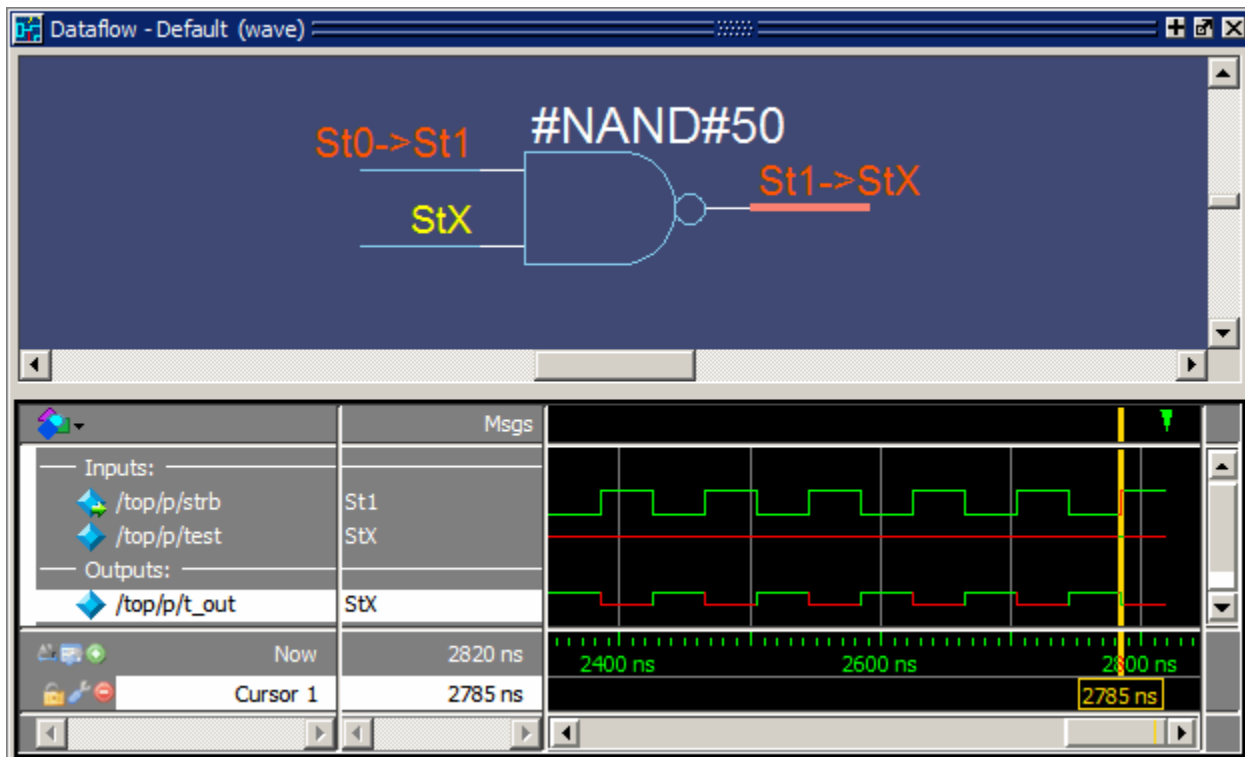 Dataflow - Default (wave)
#NAND#50
St0->St1
St1->StX
StX
Msgs
Inputs:
/top/p/strb St1
/top/p/test StX
Outputs:
/top/p/t_out StX
Now 2820 ns 2400 ns 2600 ns 2800 ns
Cursor 1 2785 ns 2785 ns